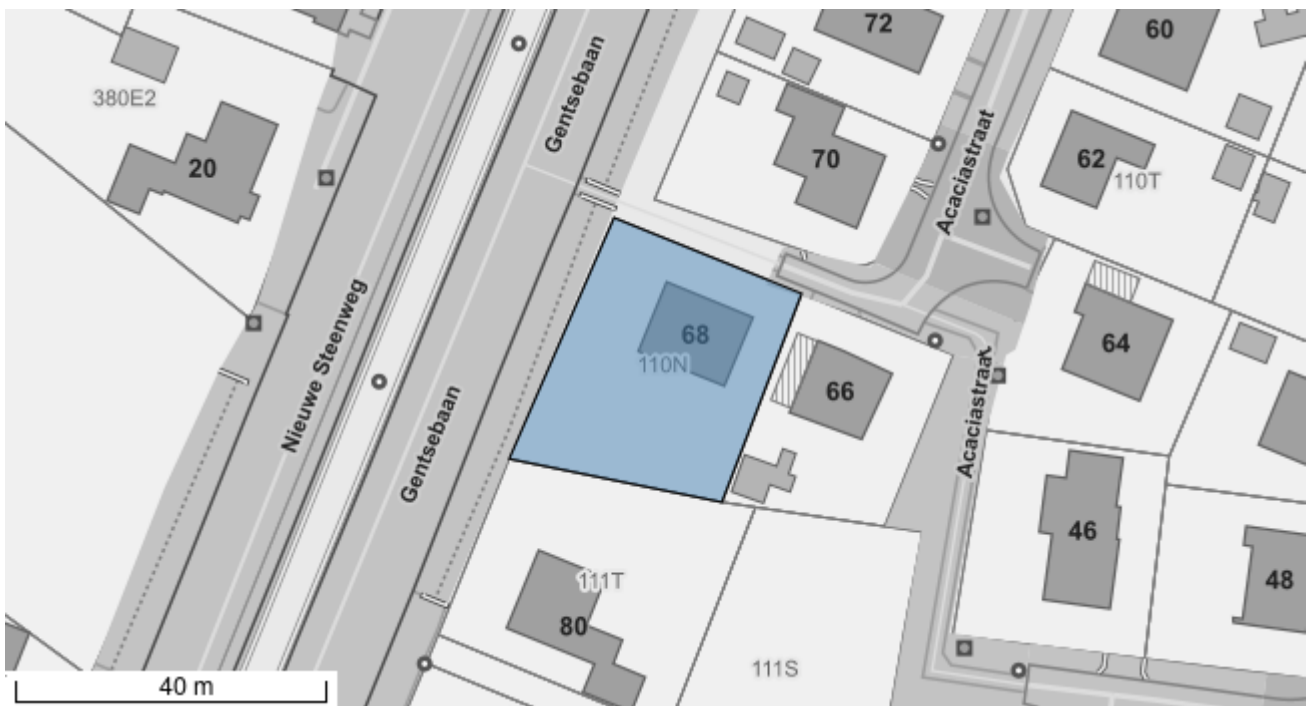 72
60
380E2
Gentsebaan
20
70
Acaciastraat
62
110T
Nieuwe Steenweg
68
110N
64
66
Gentsebaan
Acaciastraat
46
48
111T
80
111S
40 m